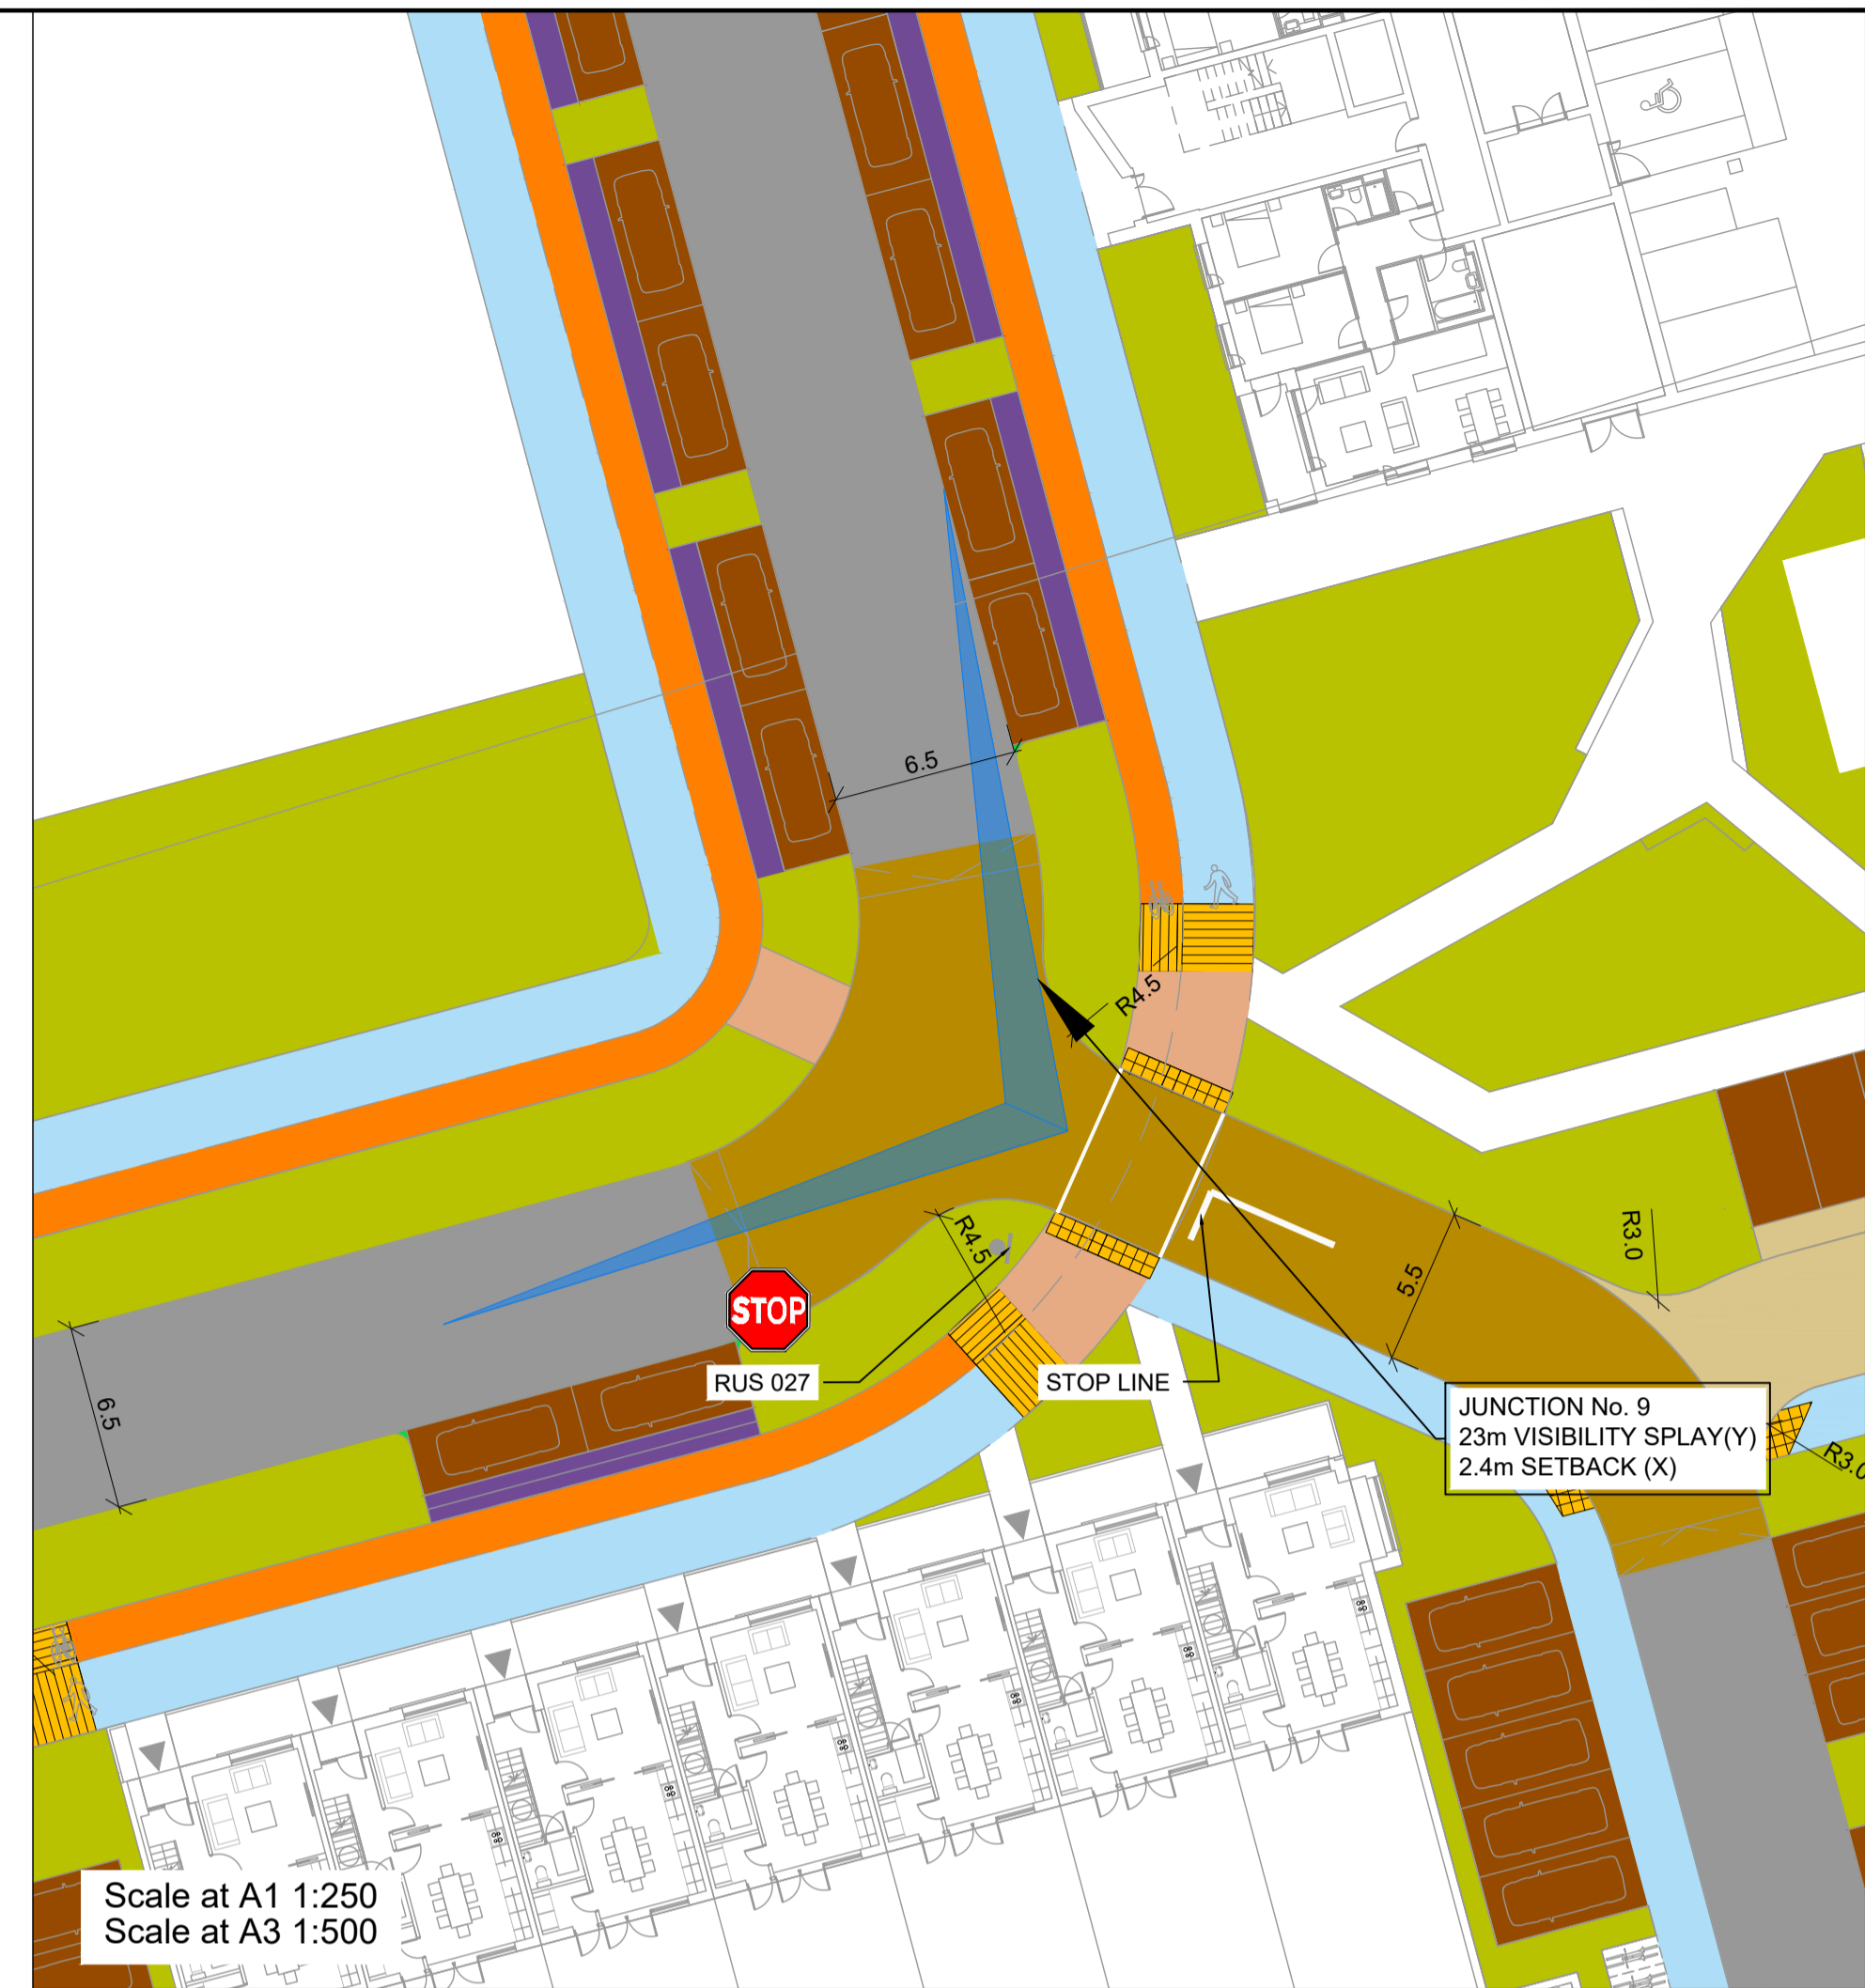 6.5
R4.5
R4.5
R3.0
5.5
STOP
RUS 027
STOP LINE
JUNCTION No. 9
23m VISIBILITY SPLAY(Y)
2.4m SETBACK (X)
R3.0
6.5
Scale at A1 1:250
Scale at A3 1:500